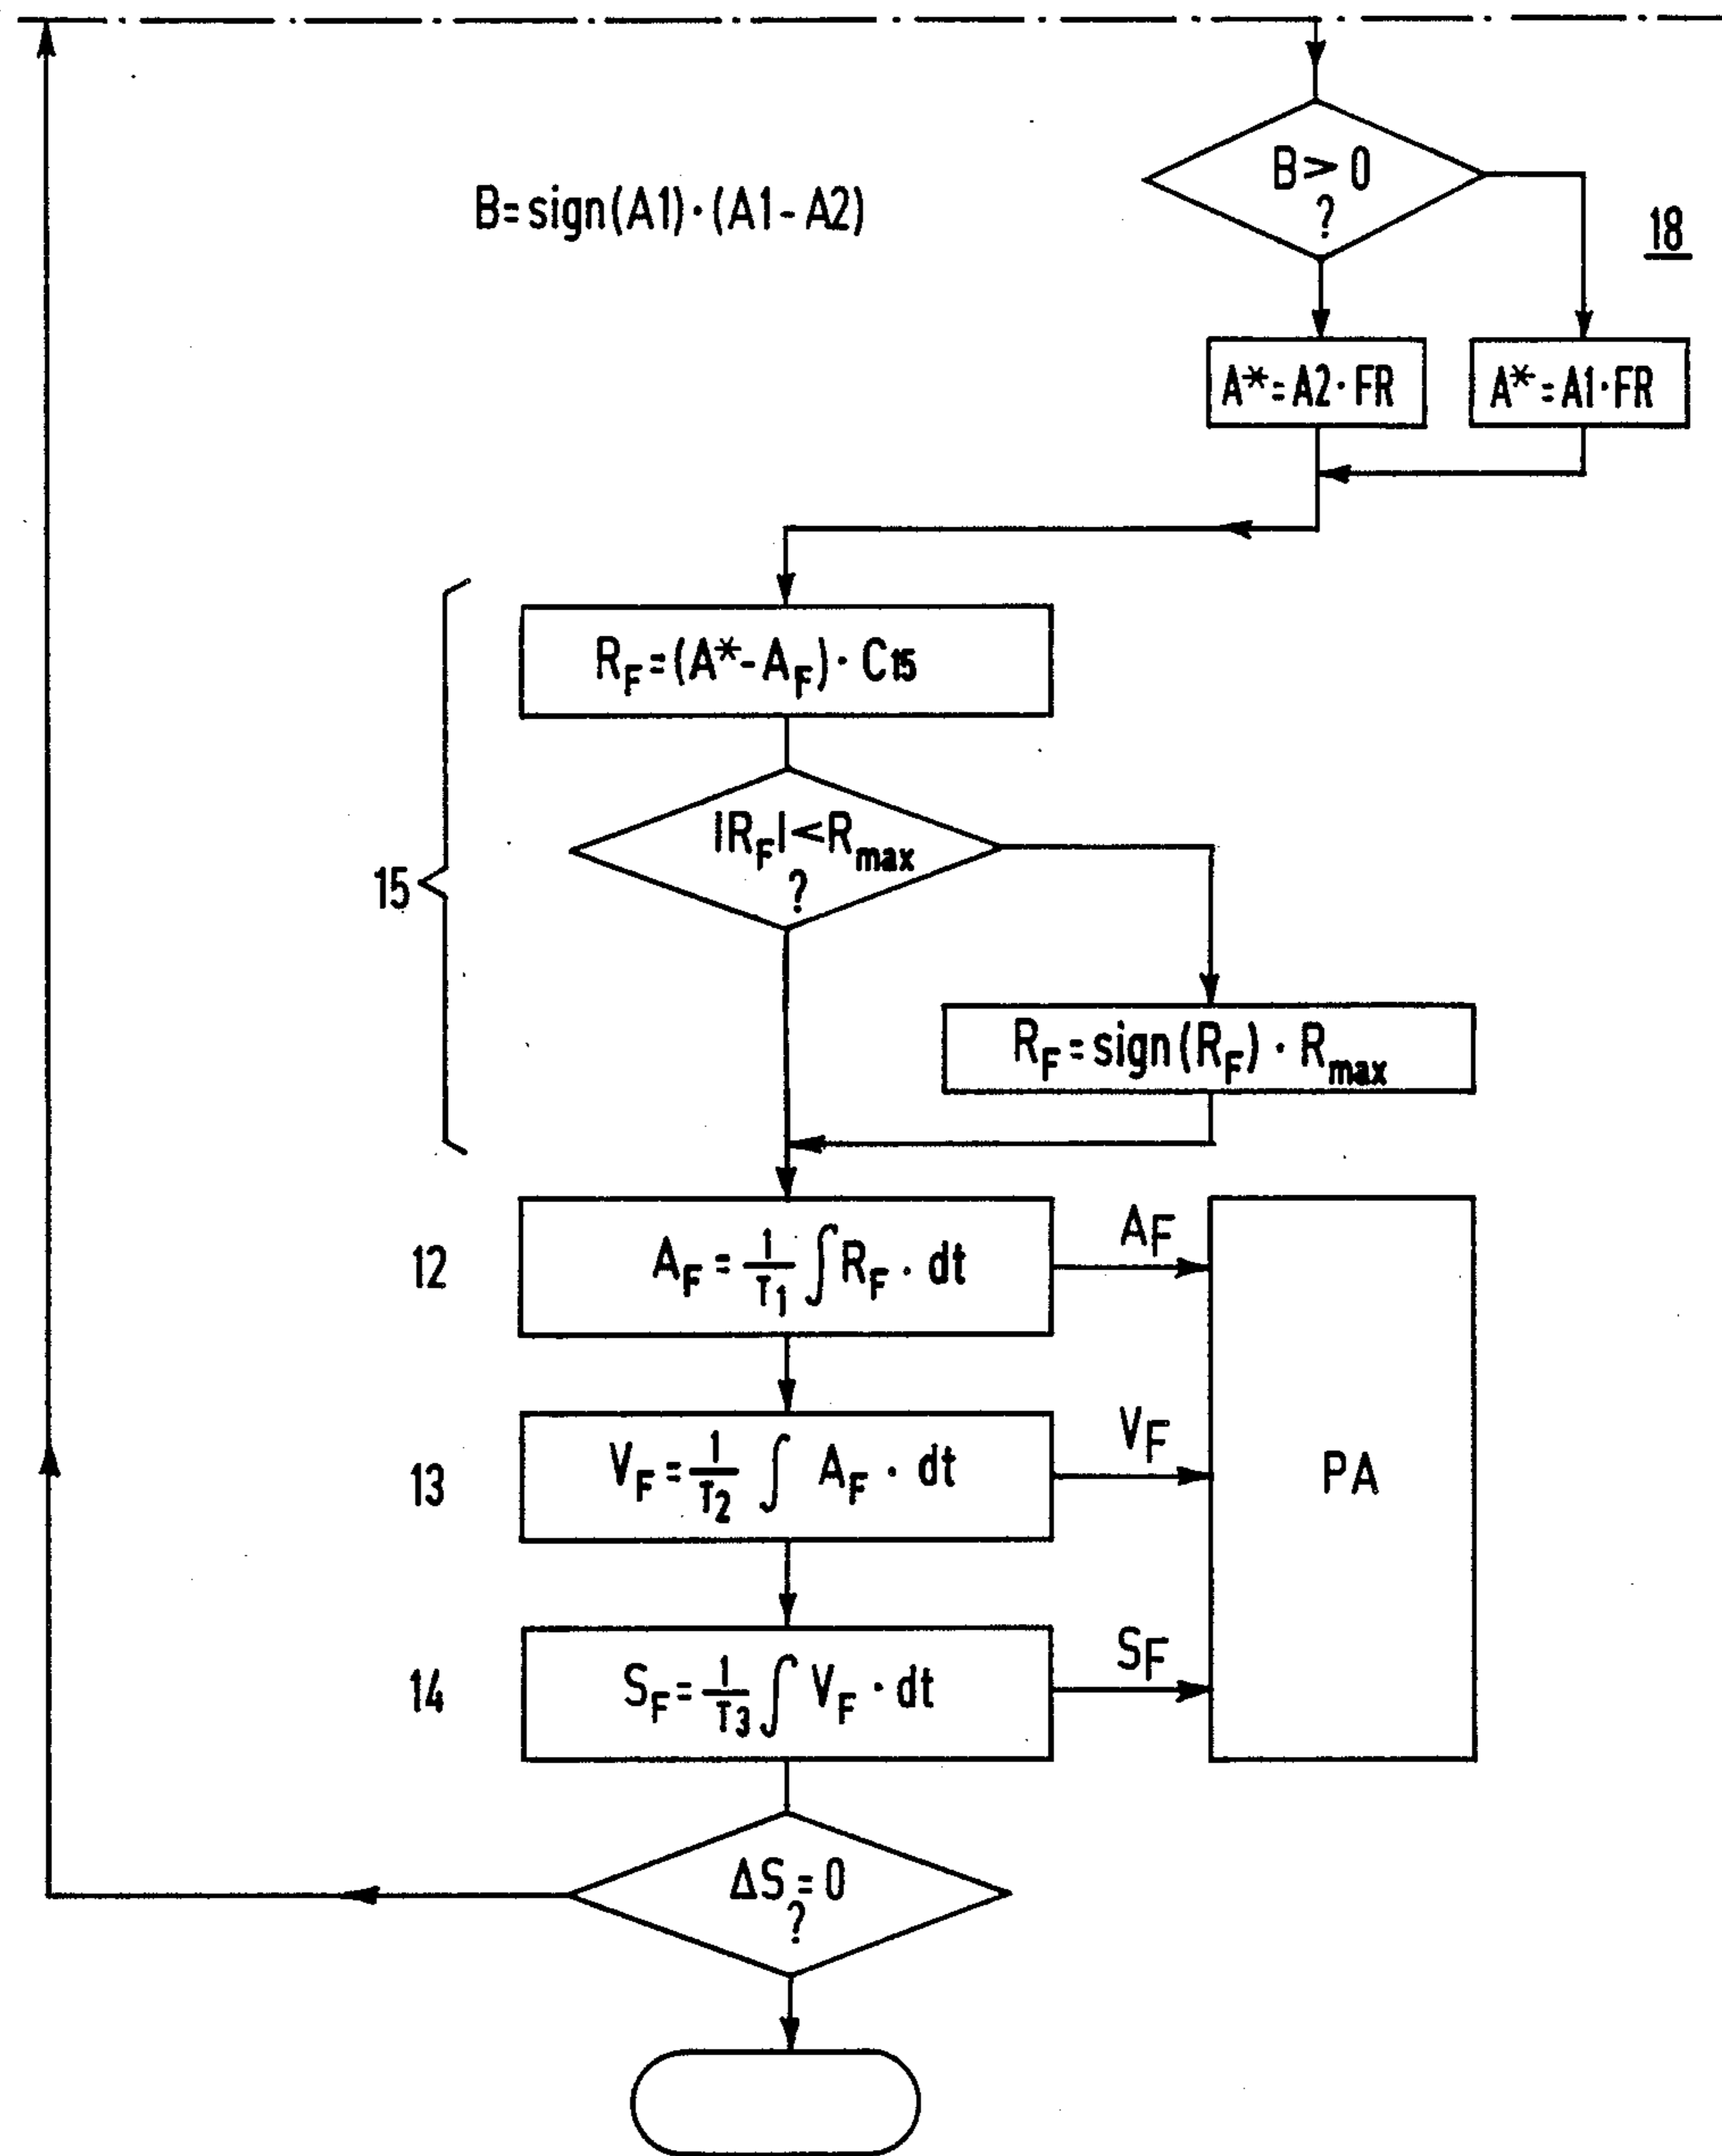 B > 0
?
B = sign (A1) · (A1 - A2)
18
A* = A2 · FR
A* = A1 · FR
R_F = (A* - A_F) · C15
|R_F| < R_max
?
15
R_F = sign (R_F) · R_max
12
A_F = 1/T1 ∫ R_F · dt
A_F
13
V_F = 1/T2 ∫ A_F · dt
V_F
PA
14
S_F = 1/T3 ∫ V_F · dt
S_F
ΔS = 0
?